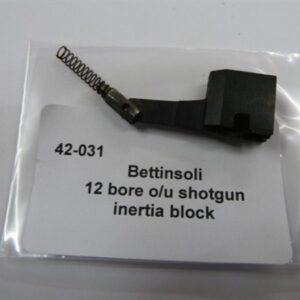 42-031
Bettinsoli
12 bore o/u shotgun
inertia block